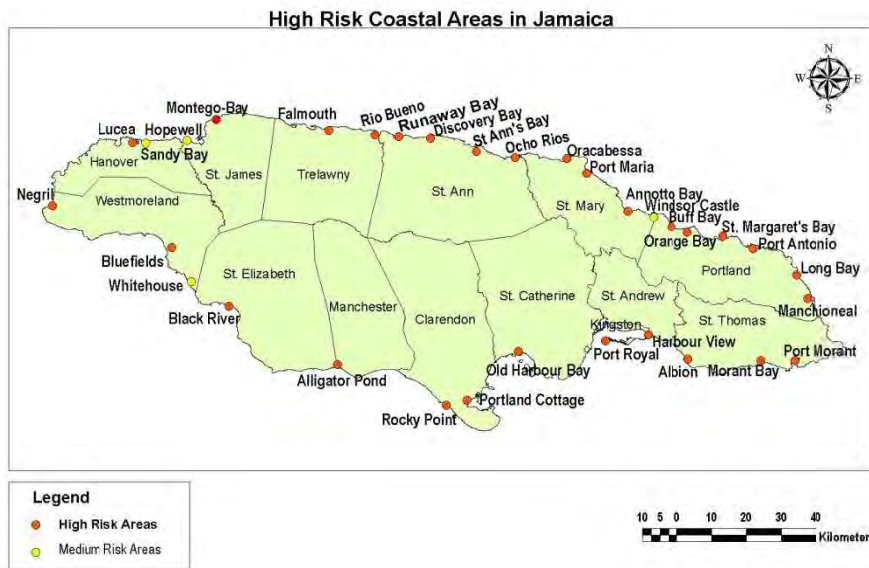 High Risk Coastal Areas in Jamaica
N
W E
S
Montego-Bay
Falmouth
Rio Bueno
Runaway Bay
Discovery Bay
St Ann's Bay
Ocho Rios
Oracabessa
Port Maria
Lucea
Hopewell
Sandy Bay
Hanover
St. James
Trelawny
St. Ann
St. Mary
Annotto Bay
Windsor Castle
Buff Bay
Orange Bay
St. Margaret's Bay
Port Antonio
Negril
Westmoreland
Bluefields
Whitehouse
St. Elizabeth
Black River
Manchester
Clarendon
St. Catherine
St. Andrew
Portland
Long Bay
Manchioneal
St. Thomas
Kingston
Harbour View
Port Royal
Old Harbour Bay
Albion
Morant Bay
Port Morant
Alligator Pond
Portland Cottage
Rocky Point
Legend
High Risk Areas
Medium Risk Areas
10 5 0 10 20 30 40
Kilometer